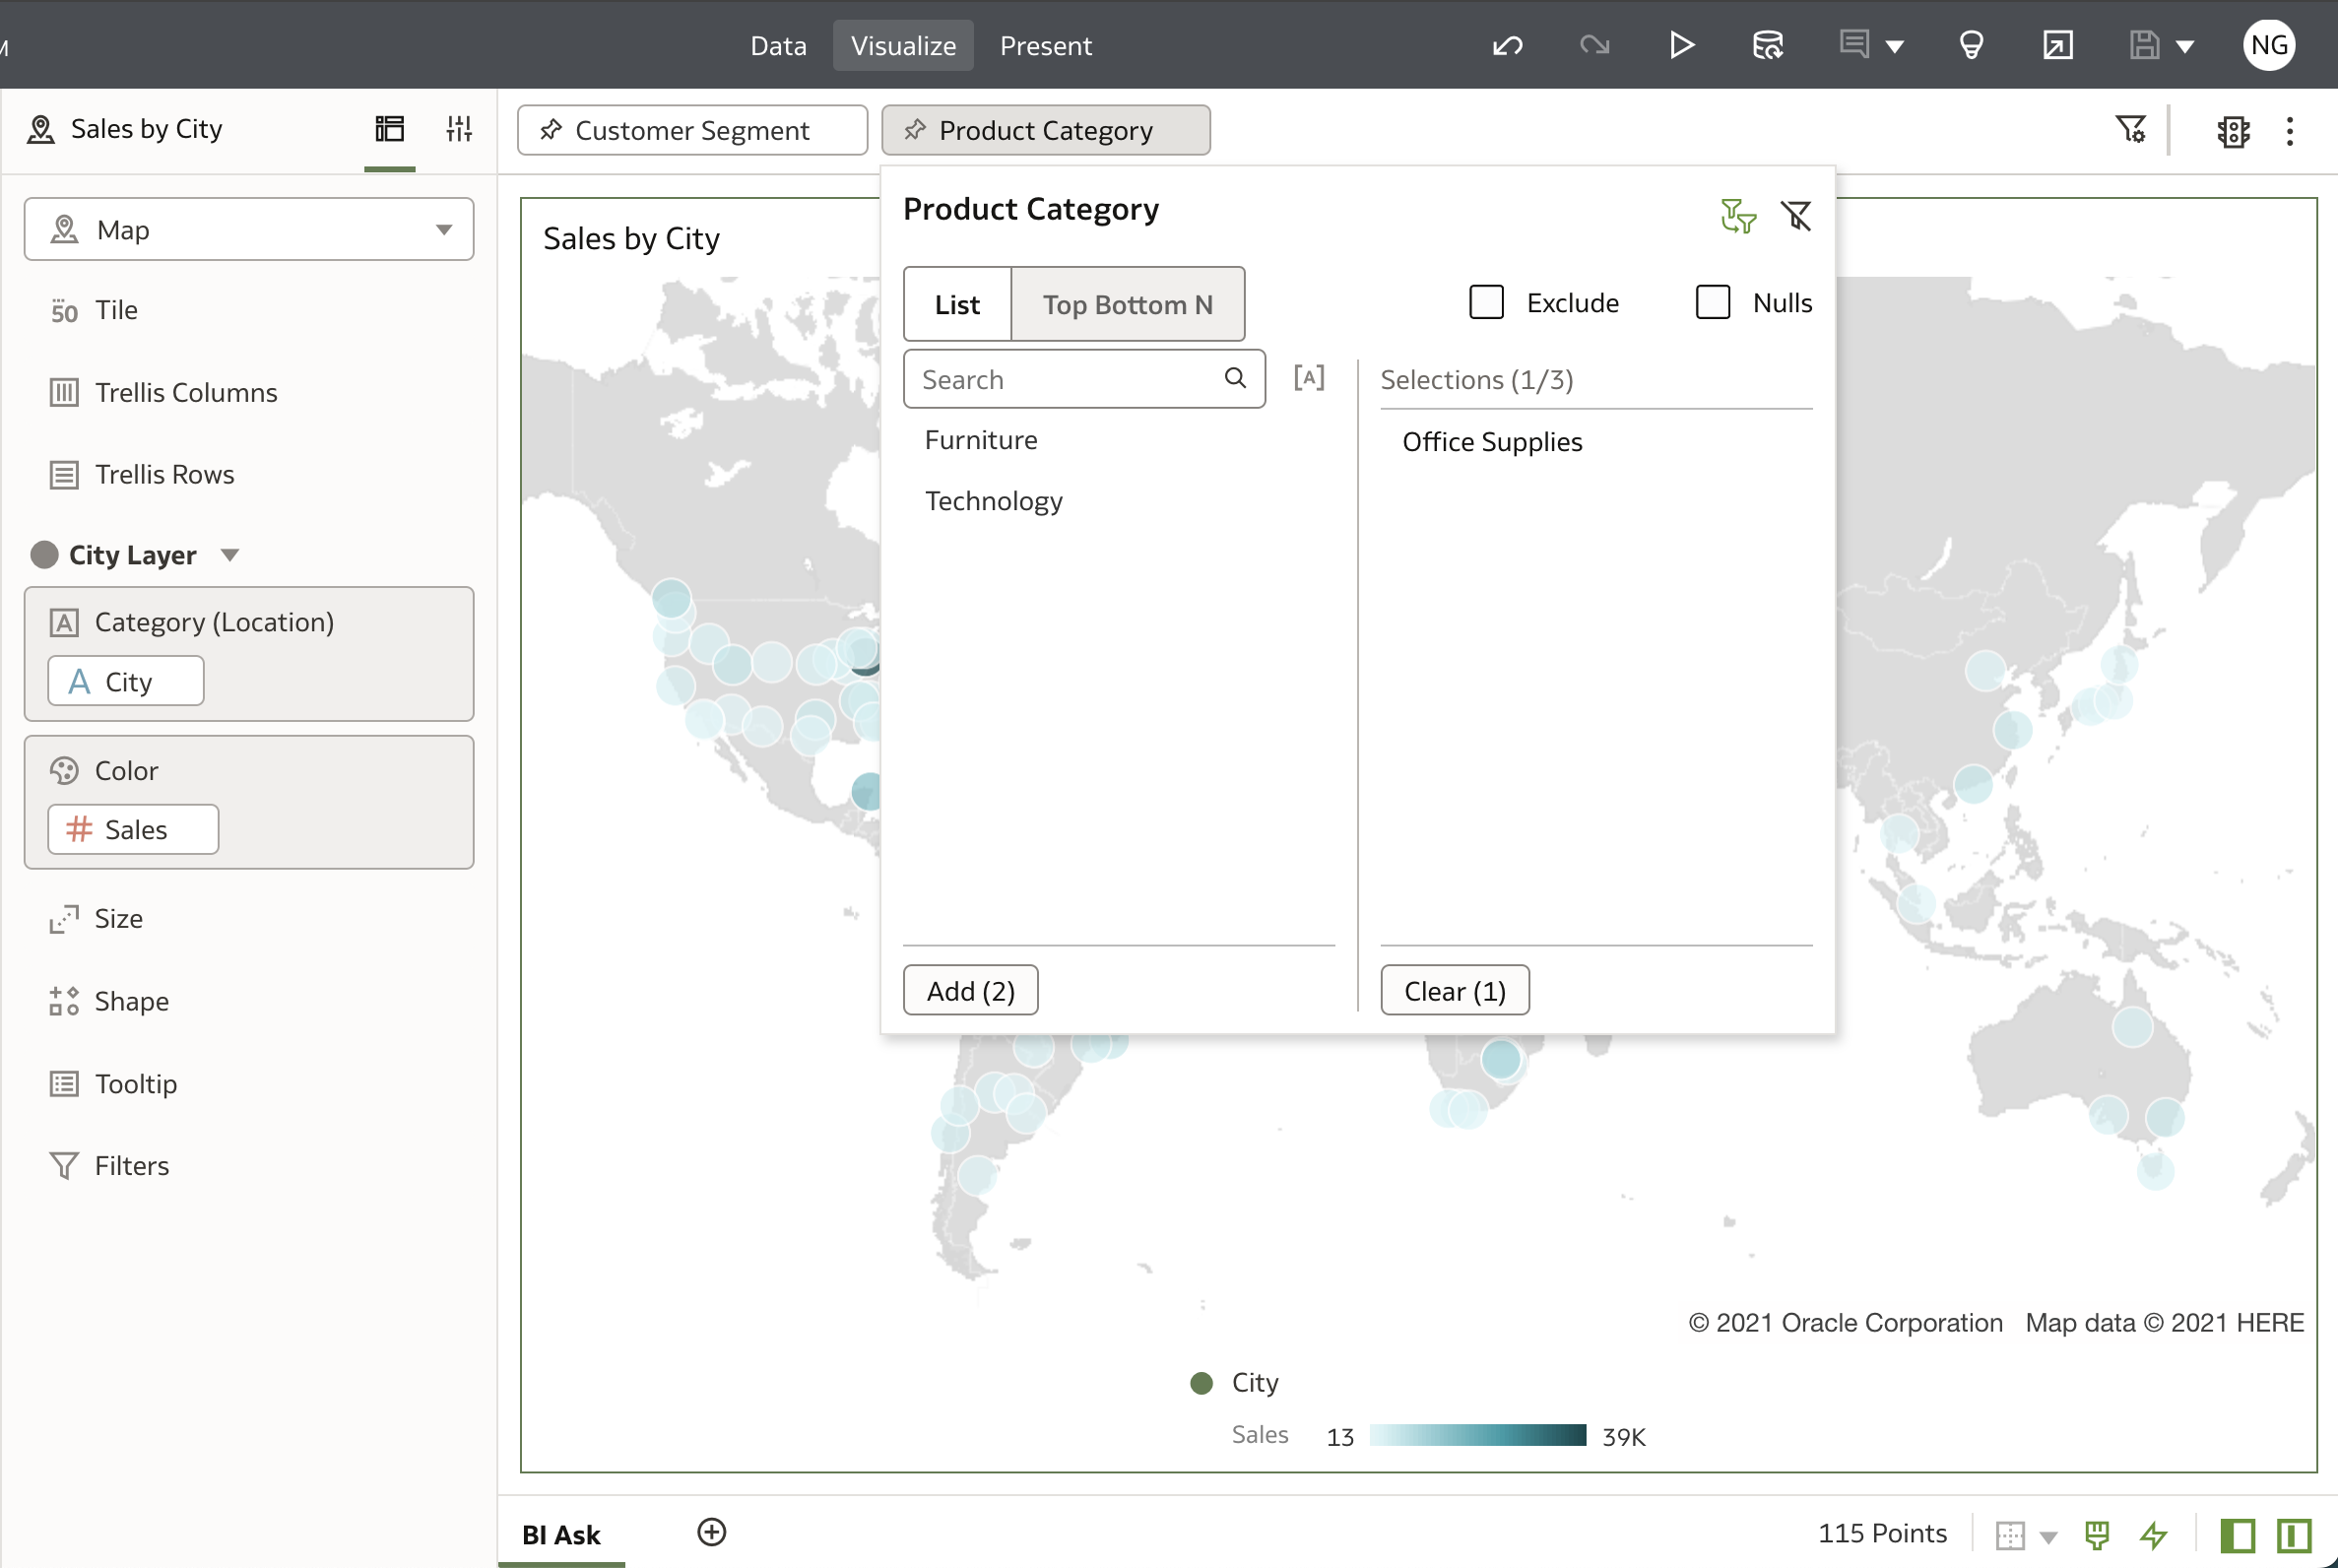 M
Data Visualize Present
NG
Sales by City
Customer Segment
Product Category
Map
50 Tile
Trellis Columns
Trellis Rows
City Layer
A Category (Location)
A City
Color
# Sales
Size
Shape
Tooltip
Filters
Sales by City
Product Category
List
Top Bottom N
Exclude
Nulls
Search
[A]
Selections (1/3)
Furniture
Technology
Office Supplies
Add (2)
Clear (1)
© 2021 Oracle Corporation Map data © 2021 HERE
City
Sales 13 39K
BI Ask
115 Points